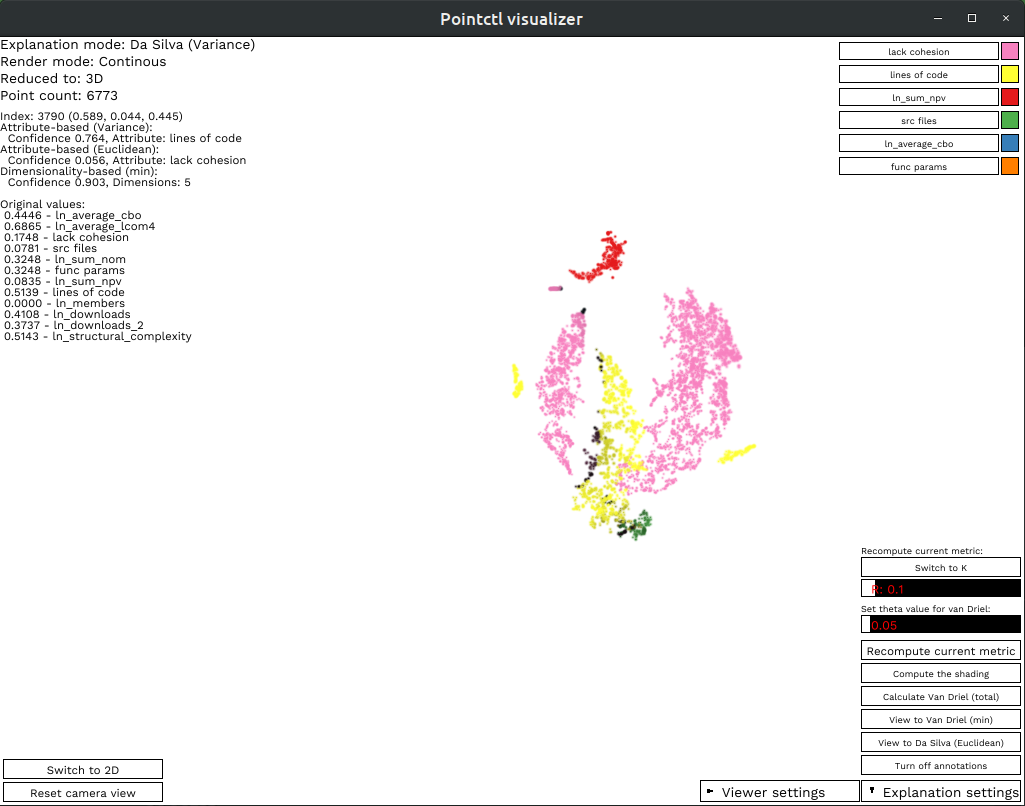 Pointctl visualizer
Explanation mode: Da Silva (Variance)
Render mode: Continous
Reduced to: 3D
Point count: 6773
Index: 3790 (0.589, 0.044, 0.445)
Attribute-based (Variance):
Confidence 0.764, Attribute: lines of code
Attribute-based (Euclidean):
Confidence 0.056, Attribute: lack cohesion
Dimensionality-based (min):
Confidence 0.903, Dimensions: 5
Original values:
0.4446 - ln_average_cbo
0.6865 - ln_average_lcom4
0.1748 - lack cohesion
0.0781 - src files
0.3248 - ln_sum_nom
0.3248 - func params
0.0835 - ln_sum_npv
0.5139 - lines of code
0.0000 - ln_members
0.4108 - ln_downloads
0.3737 - ln_downloads_2
0.5143 - ln_structural_complexity
lack cohesion
lines of code
ln_sum_npv
src files
ln_average_cbo
func params
Recompute current metric:
Switch to K
R: 0.1
Set theta value for van Driel:
0.05
Recompute current metric
Compute the shading
Calculate Van Driel (total)
View to Van Driel (min)
View to Da Silva (Euclidean)
Turn off annotations
Switch to 2D
Reset camera view
Viewer settings
Explanation settings